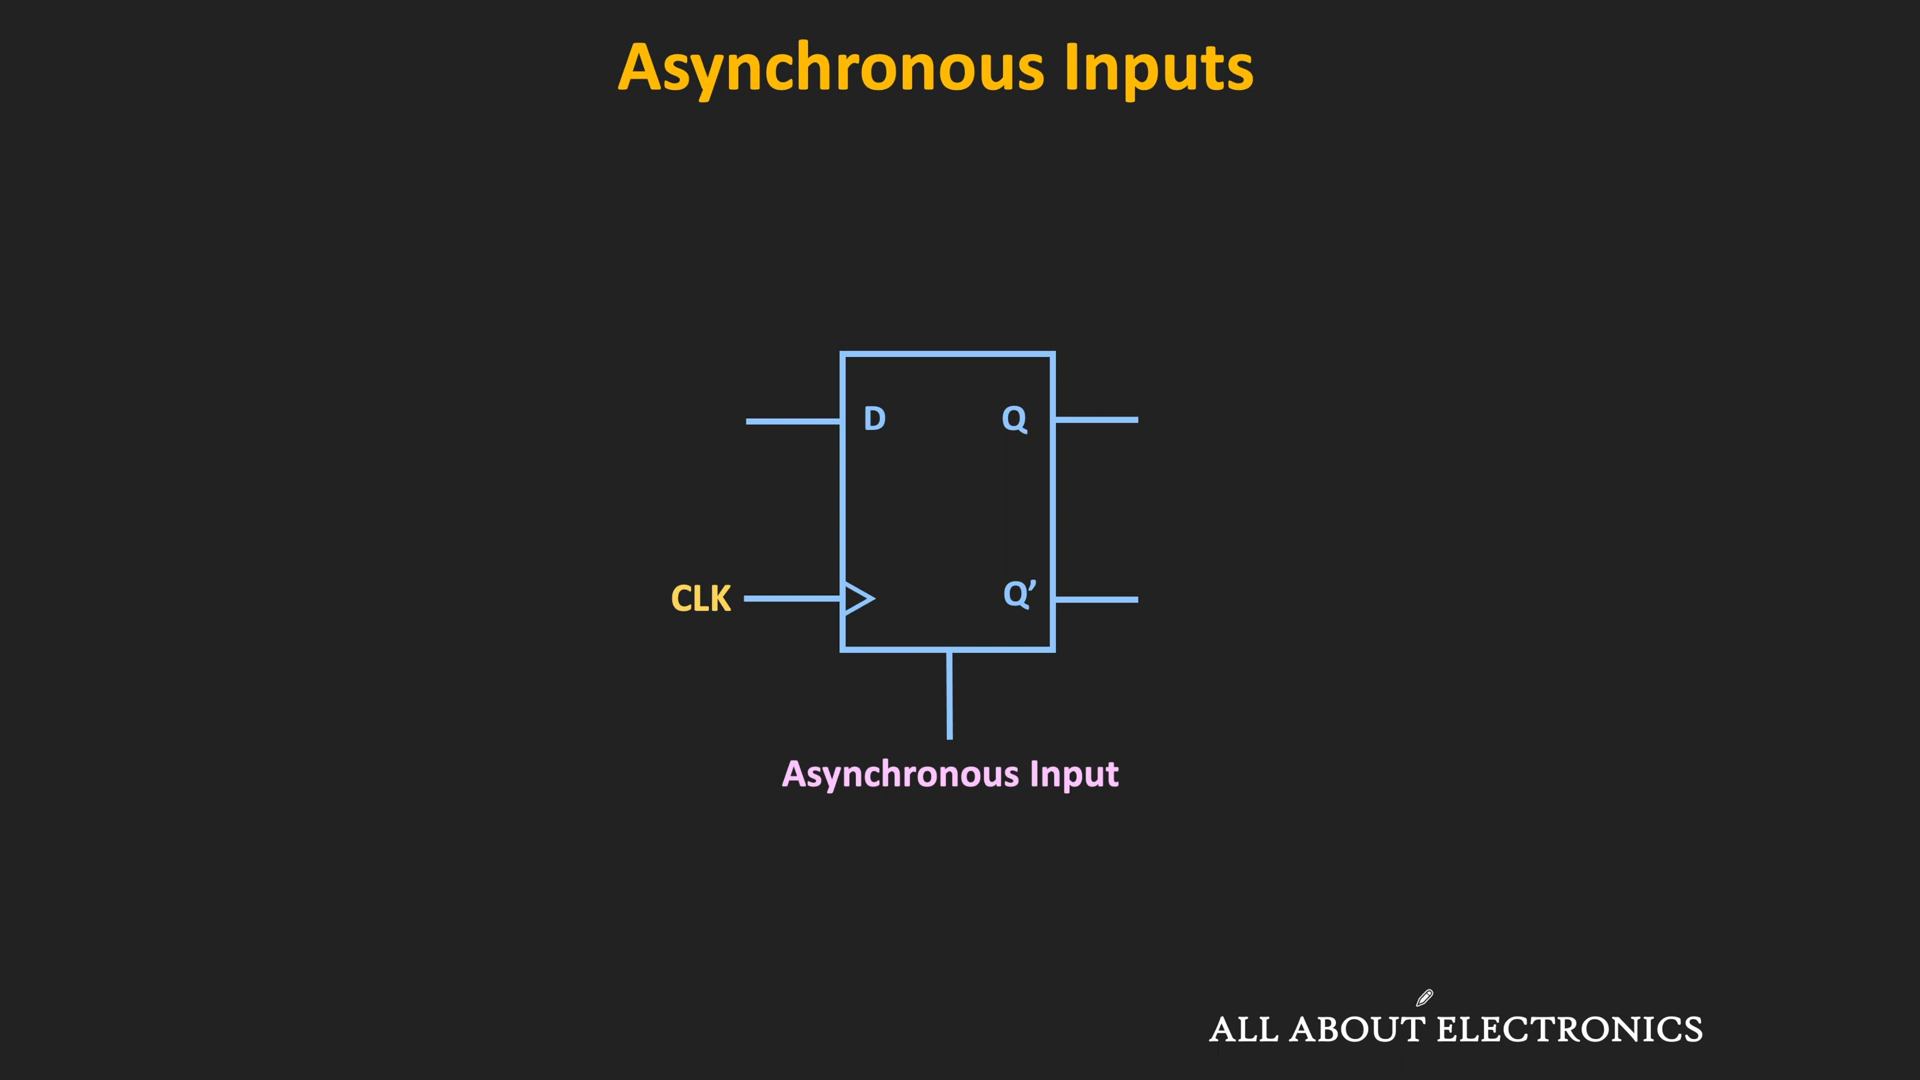 Asynchronous Inputs
D Q
CLK Q’
Asynchronous Input
ALL ABOUT ELECTRONICS